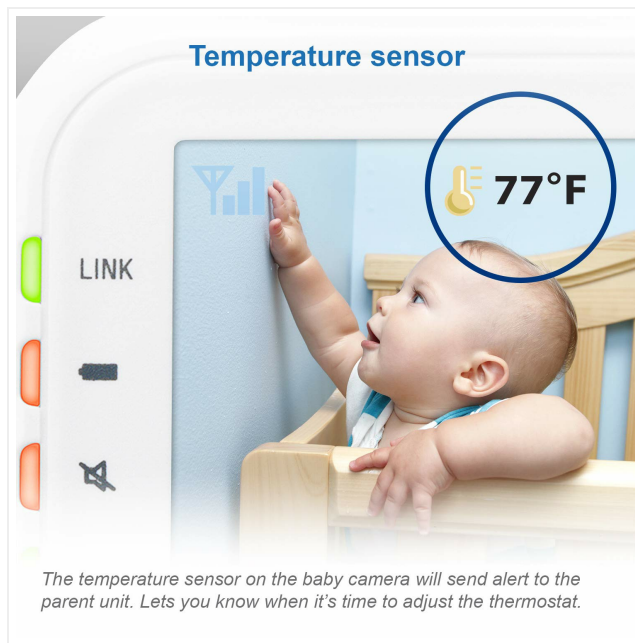 Temperature sensor
77°F
LINK
The temperature sensor on the baby camera will send alert to the
parent unit. Lets you know when it's time to adjust the thermostat.